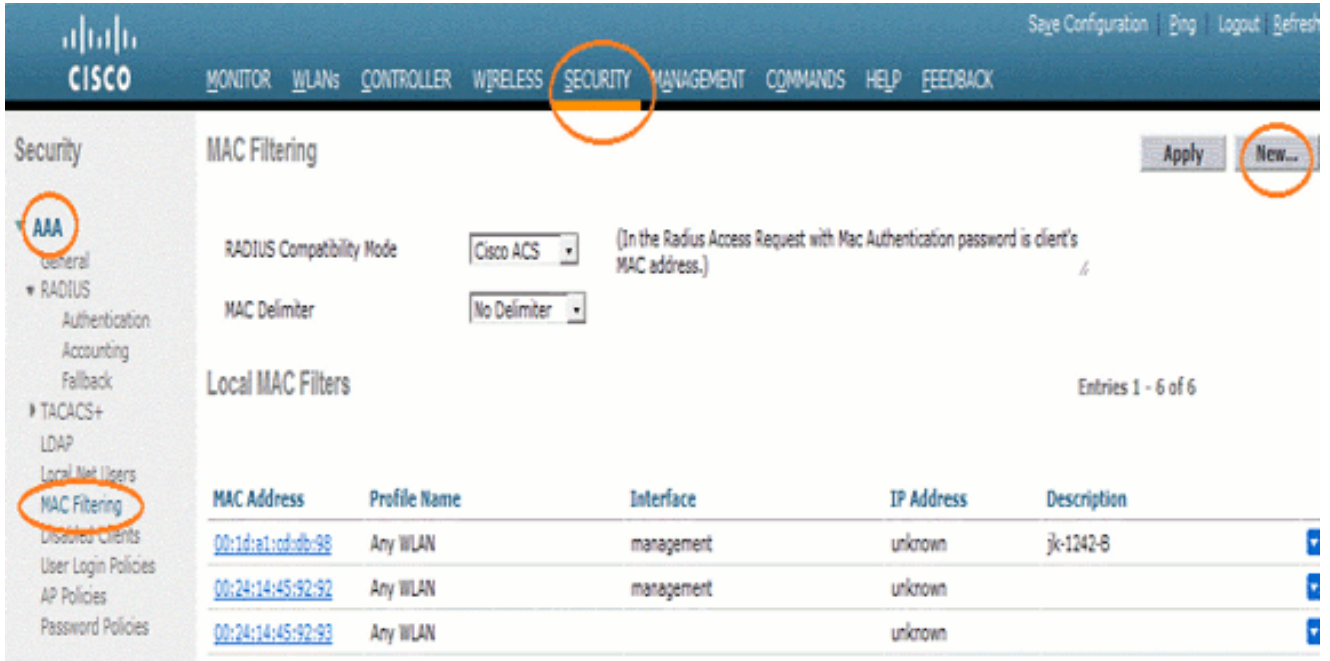 Save Configuration | Ping | Logout | Refresh
CISCO
MONITOR WLANs CONTROLLER WIRELESS SECURITY MANAGEMENT COMMANDS HELP FEEDBACK
Security
AAA
General
RADIUS
Authentication
Accounting
Fallback
TACACS+
LDAP
Local Net Users
MAC Filtering
Disabled Clients
User Login Policies
AP Policies
Password Policies
MAC Filtering
Apply New...
RADIUS Compatibility Mode Cisco ACS (In the Radius Access Request with Mac Authentication password is client's
MAC address.)
MAC Delimiter No Delimiter
Local MAC Filters Entries 1 - 6 of 6
MAC Address Profile Name Interface IP Address Description
00:1d:a1:cd:db:98 Any WLAN management unknown jk-1242-B
00:24:14:45:92:92 Any WLAN management unknown
00:24:14:45:92:93 Any WLAN unknown